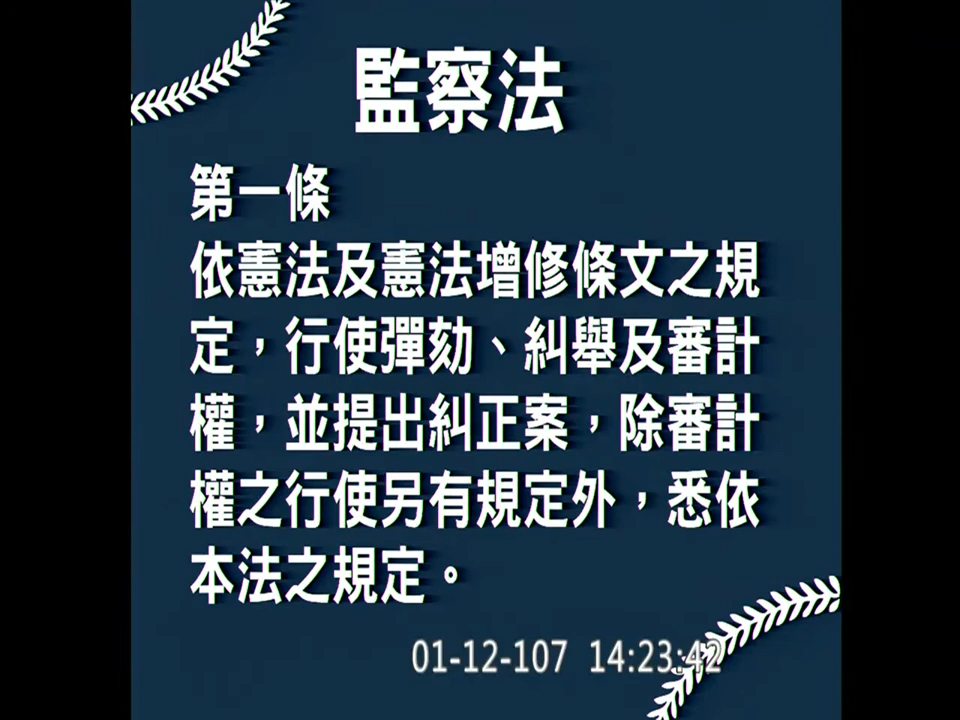 監察法
第一條
依憲法及憲法增修條文之規
定，行使彈劾、糾舉及審計
權，並提出糾正案，除審計
權之行使另有規定外，悉依
本法之規定。
01-12-107 14:23:42